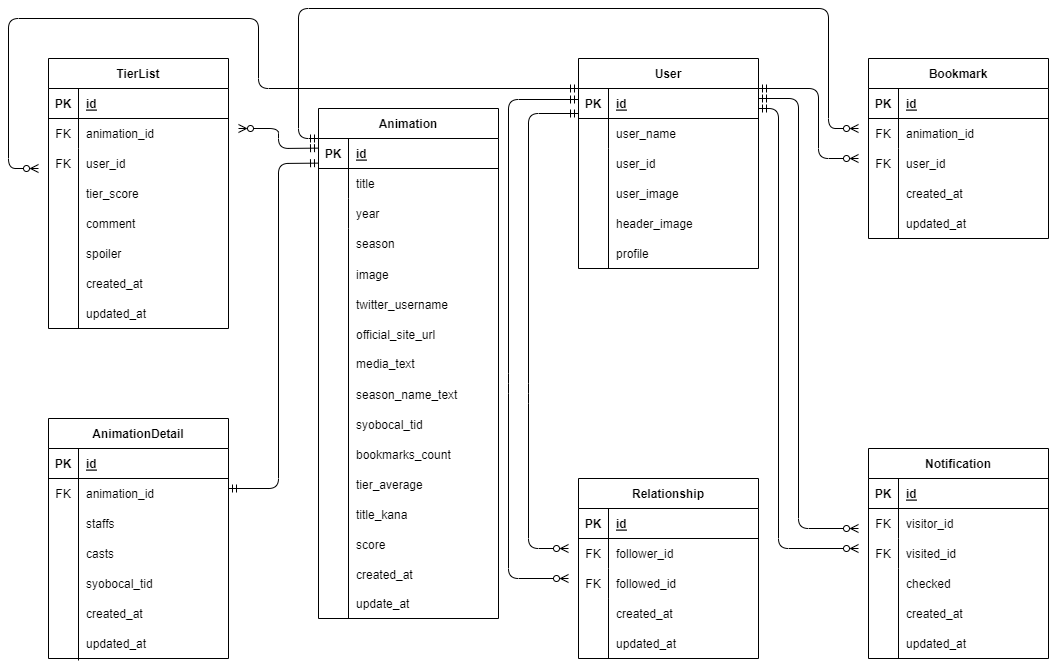 TierList
PK id
FK animation_id
FK user_id
tier_score
comment
spoiler
created_at
updated_at
Animation
PK id
title
year
season
image
twitter_username
official_site_url
media_text
season_name_text
syobocal_tid
bookmarks_count
tier_average
title_kana
score
created_at
update_at
User
PK id
user_name
user_id
user_image
header_image
profile
Bookmark
PK id
FK animation_id
FK user_id
created_at
updated_at
AnimationDetail
PK id
FK animation_id
staffs
casts
syobocal_tid
created_at
updated_at
Relationship
PK id
FK follower_id
FK followed_id
created_at
updated_at
Notification
PK id
FK visitor_id
FK visited_id
checked
created_at
updated_at